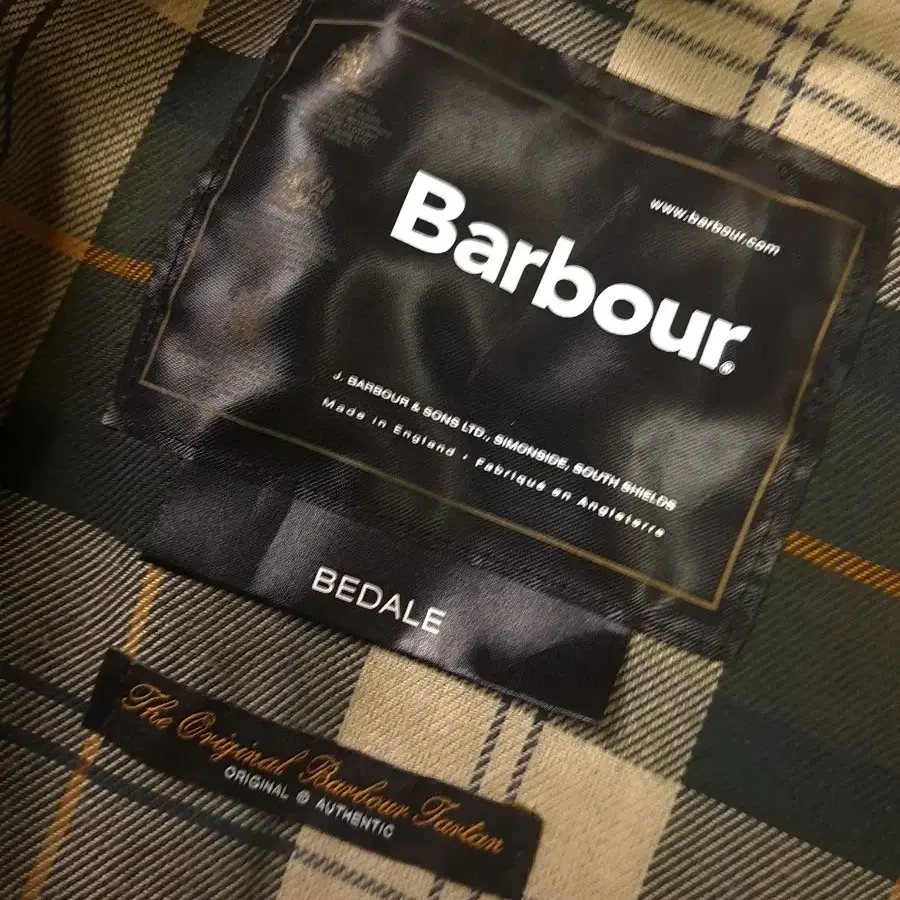 www.barbour.com
Barbour®
J. BARBOUR & SONS LTD., SIMONSIDE, SOUTH SHIELDS
Made in England • Fabriqué en Angleterre
BEDALE
The Original Barbour Tartan
ORIGINAL & AUTHENTIC